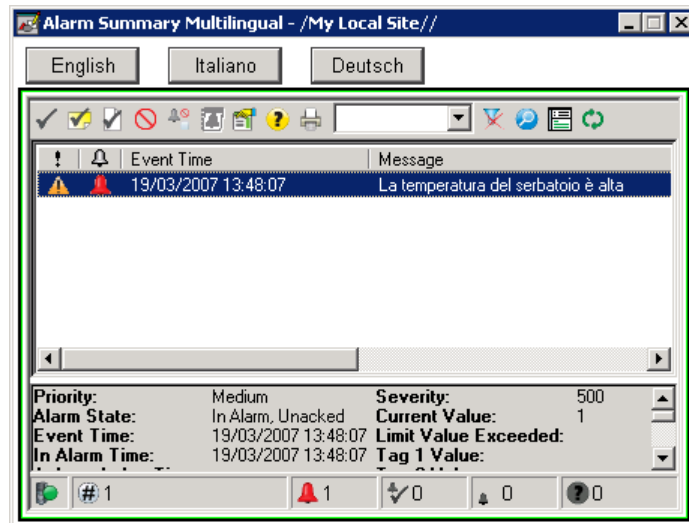 Alarm Summary Multilingual - /My Local Site//
English Italiano Deutsch
! Event Time Message
19/03/2007 13:48:07 La temperatura del serbatoio è alta
Priority: Medium Severity: 500
Alarm State: In Alarm, Unacked Current Value: 1
Event Time: 19/03/2007 13:48:07 Limit Value Exceeded:
In Alarm Time: 19/03/2007 13:48:07 Tag 1 Value:
# 1 1 0 0 ? 0